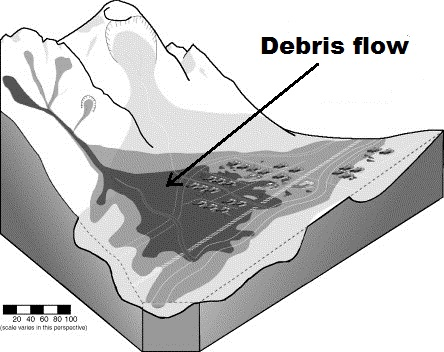 Debris flow
20 40 60 80 100
(scale varies in this perspective)